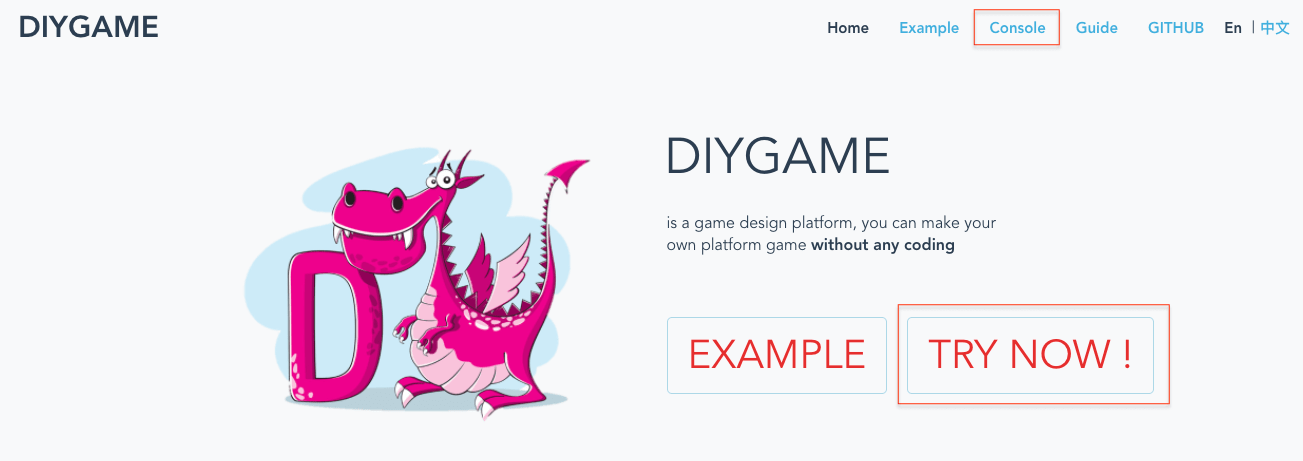 DIYGAME
Home Example Console Guide GITHUB En | 中文
DIYGAME
is a game design platform, you can make your
own platform game without any coding
D
EXAMPLE TRY NOW !